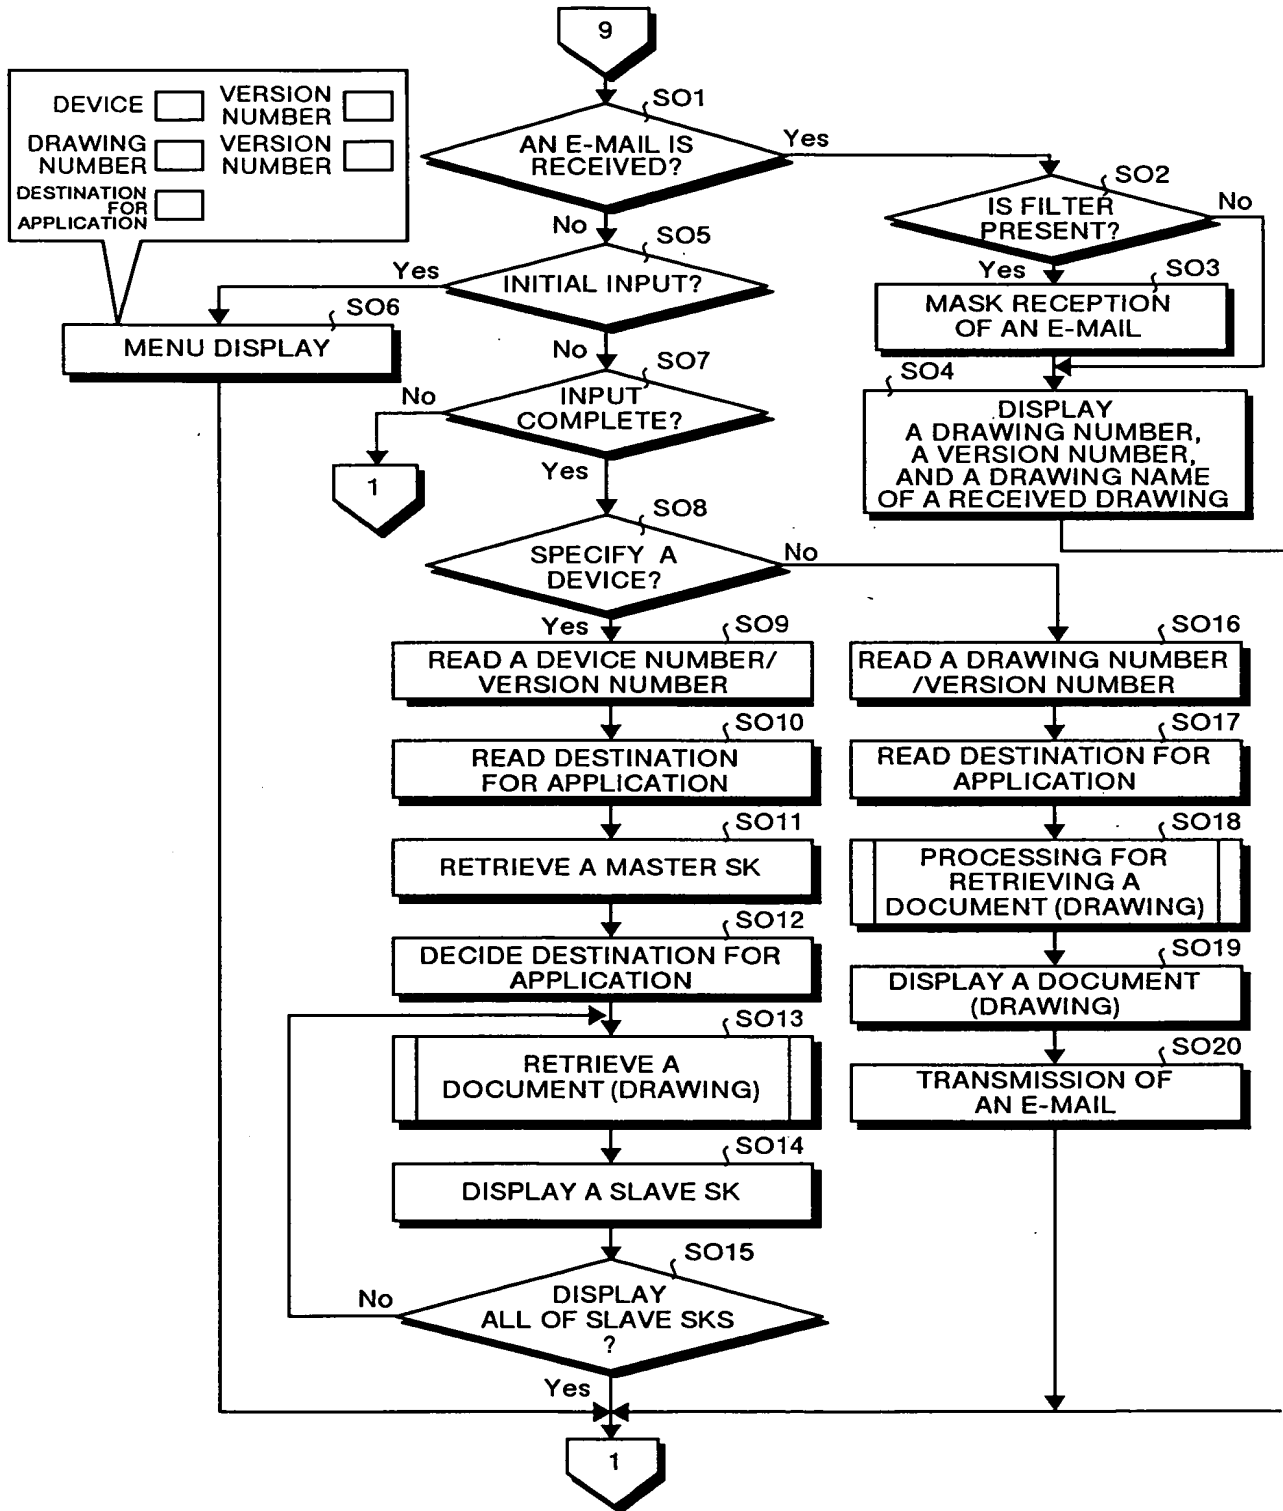 9
DEVICE
VERSION
NUMBER
DRAWING
NUMBER
VERSION
NUMBER
DESTINATION
FOR
APPLICATION
SO1
AN E-MAIL IS
RECEIVED?
Yes
No
SO2
IS FILTER
PRESENT?
No
Yes
SO3
MASK RECEPTION
OF AN E-MAIL
SO4
DISPLAY
A DRAWING NUMBER,
A VERSION NUMBER,
AND A DRAWING NAME
OF A RECEIVED DRAWING
SO5
INITIAL INPUT?
Yes
No
SO6
MENU DISPLAY
SO7
INPUT
COMPLETE?
No
Yes
1
SO8
SPECIFY A
DEVICE?
No
Yes
SO9
READ A DEVICE NUMBER/
VERSION NUMBER
SO10
READ DESTINATION
FOR APPLICATION
SO11
RETRIEVE A MASTER SK
SO12
DECIDE DESTINATION FOR
APPLICATION
SO13
RETRIEVE A
DOCUMENT (DRAWING)
SO14
DISPLAY A SLAVE SK
SO15
DISPLAY
ALL OF SLAVE SKS
?
No
Yes
SO16
READ A DRAWING NUMBER
/VERSION NUMBER
SO17
READ DESTINATION FOR
APPLICATION
SO18
PROCESSING FOR
RETRIEVING A
DOCUMENT (DRAWING)
SO19
DISPLAY A DOCUMENT
(DRAWING)
SO20
TRANSMISSION OF
AN E-MAIL
1